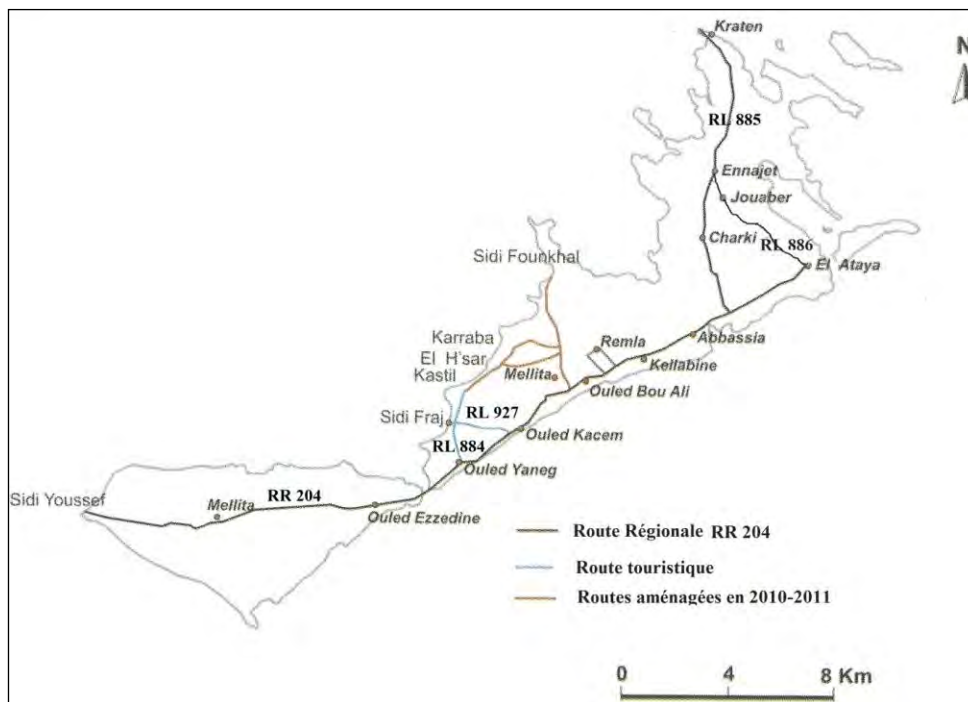 Kraten
N
RL 885
Ennajet
Jouaber
Charki
RL 886
El Ataya
Sidi Founkhal
Karraba
El H'sar
Kastil
Mellita
Remla
Abbassia
Kellabine
Ouled Bou Ali
Sidi Fraj
RL 927
Ouled Kacem
RL 884
Ouled Yaneg
Sidi Youssef
Mellita
RR 204
Ouled Ezzedine
Route Régionale RR 204
Route touristique
Routes aménagées en 2010-2011
0 4 8 Km